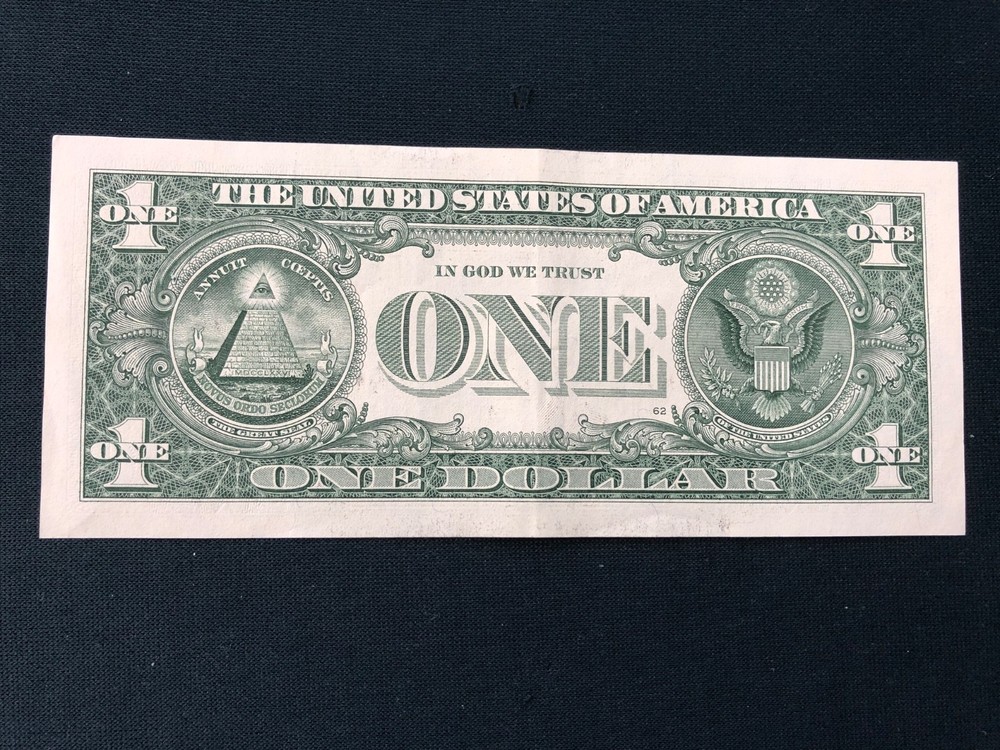 1 ONE
THE UNITED STATES OF AMERICA
1 ONE
ANNUIT CŒPTIS
MDCCLXXVI
NOVUS ORDO SECLORUM
THE GREAT SEAL
IN GOD WE TRUST
ONE
62
OF THE UNITED STATES
1 ONE
ONE DOLLAR
1 ONE